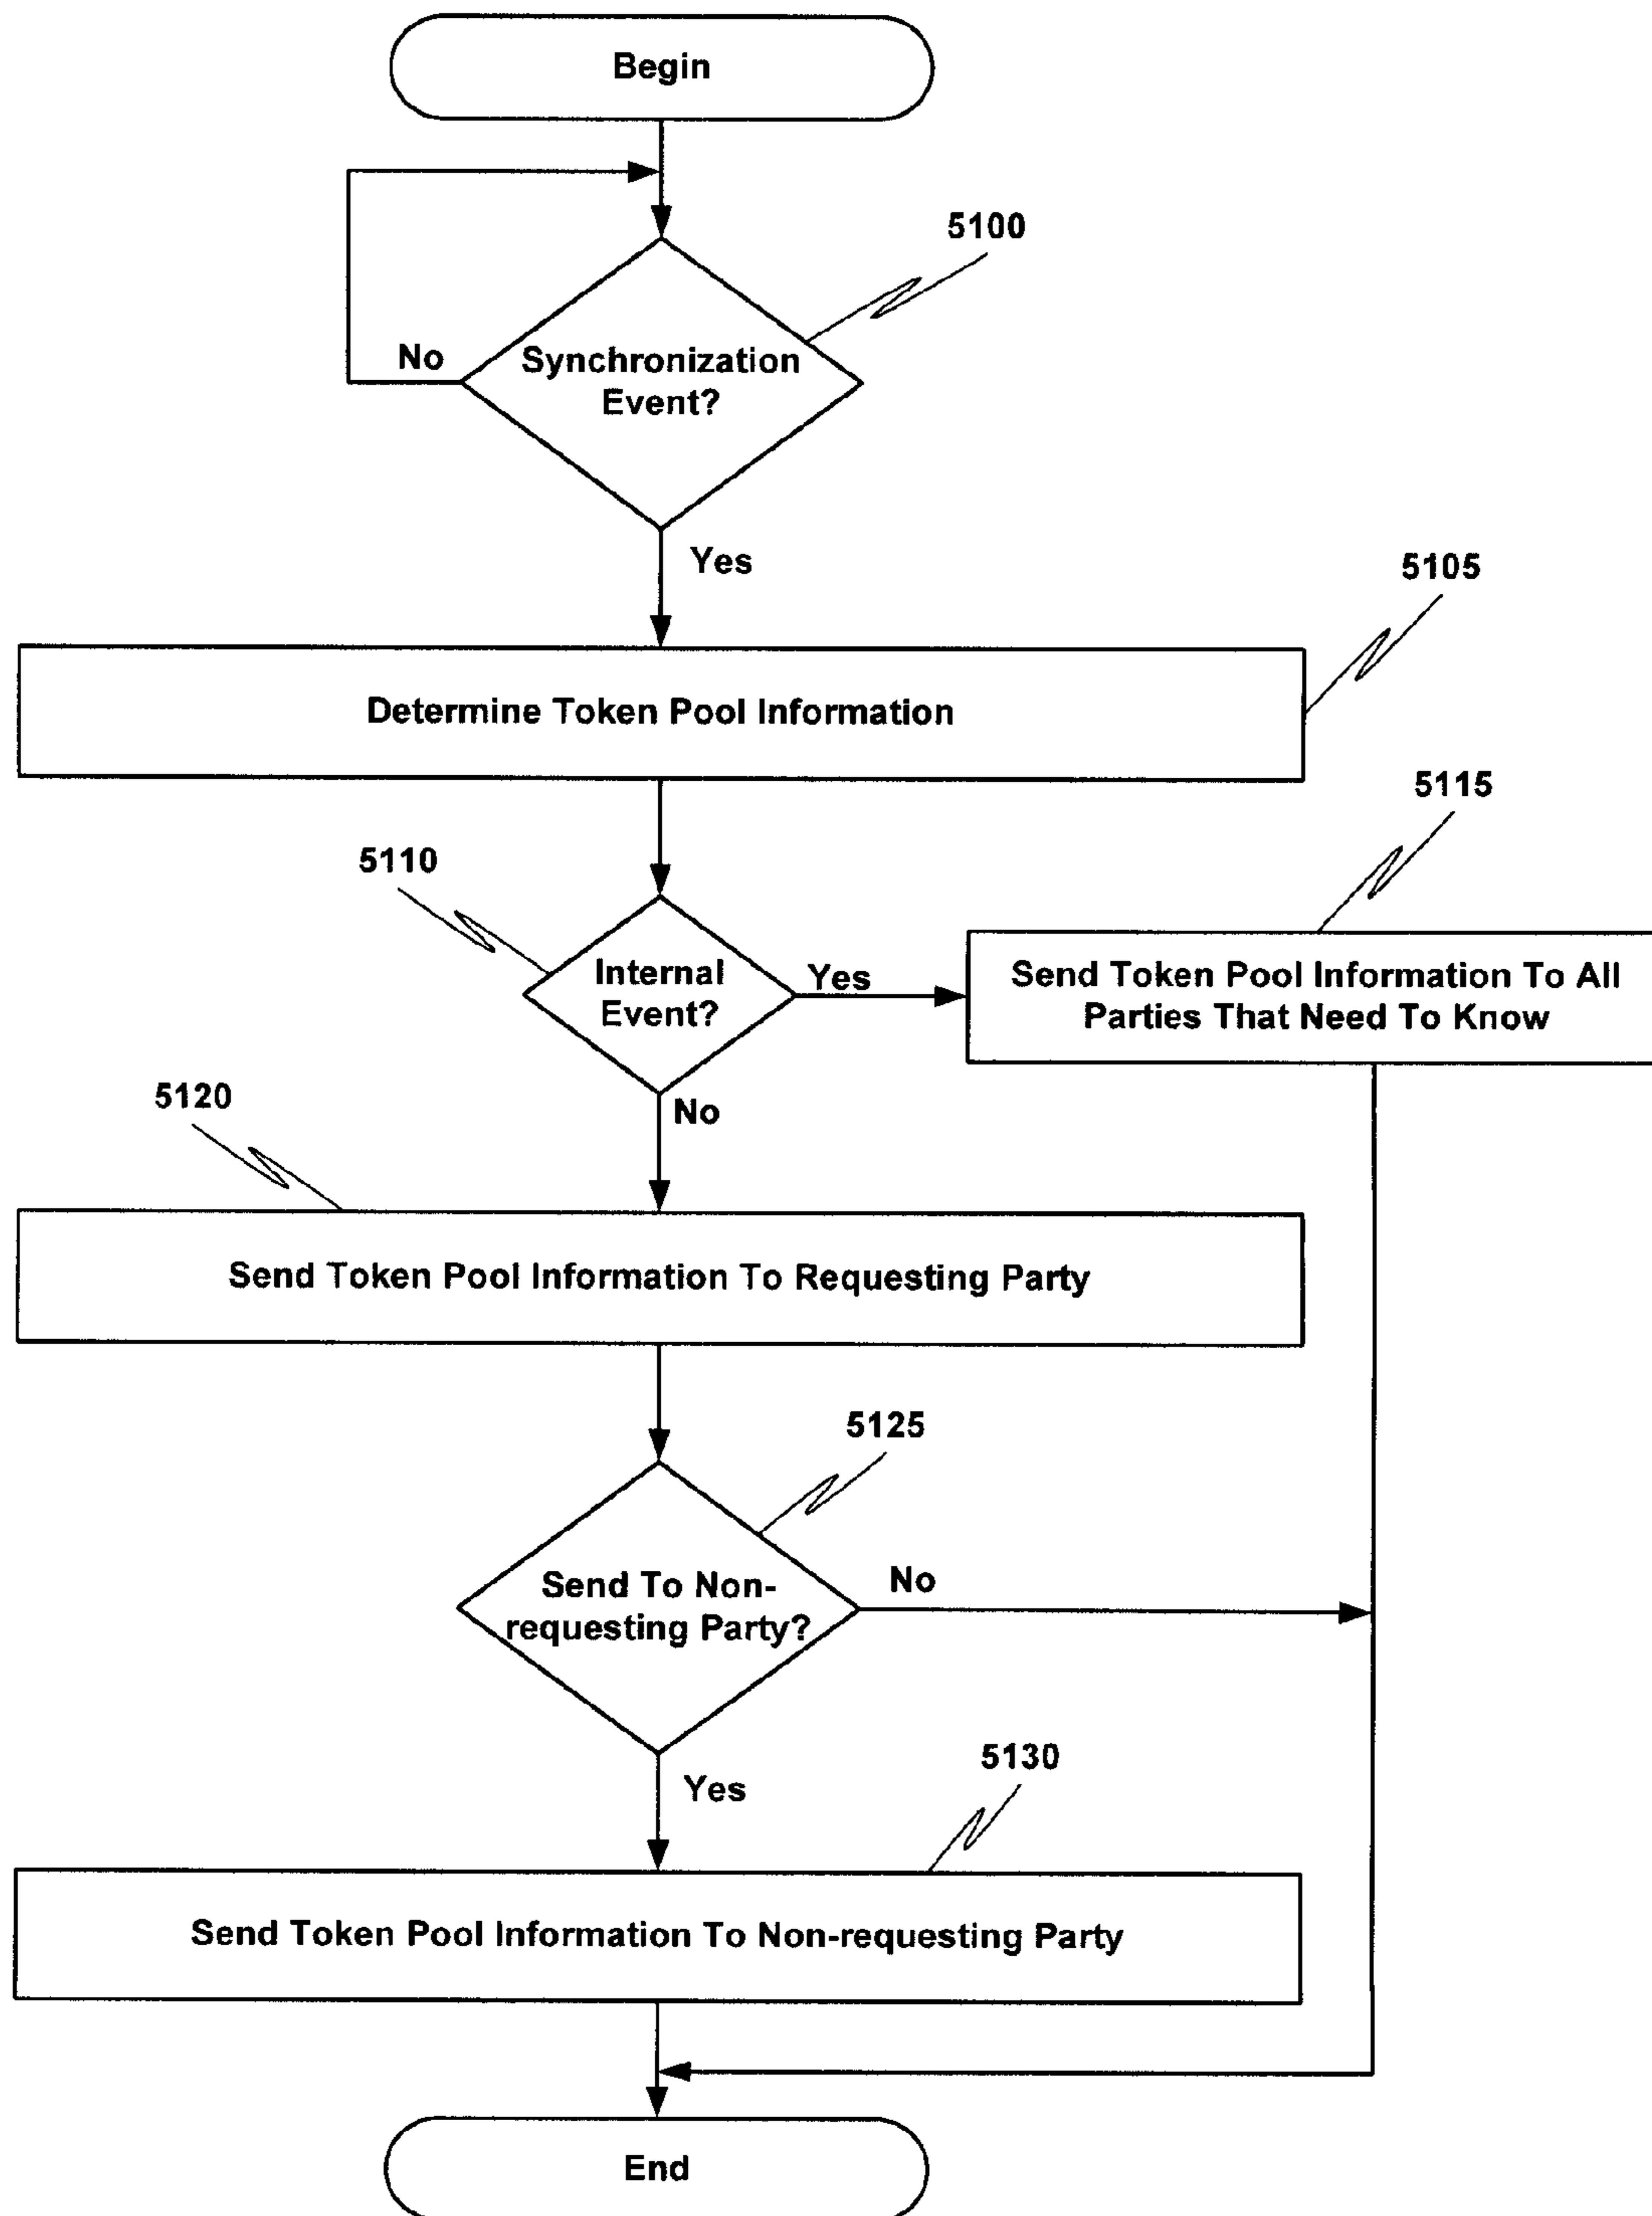 Begin
5100
No
Synchronization
Event?
Yes
5105
Determine Token Pool Information
5115
5110
Internal
Event?
Yes
Send Token Pool Information To All
Parties That Need To Know
No
5120
Send Token Pool Information To Requesting Party
5125
Send To Non-
requesting Party?
No
Yes
5130
Send Token Pool Information To Non-requesting Party
End